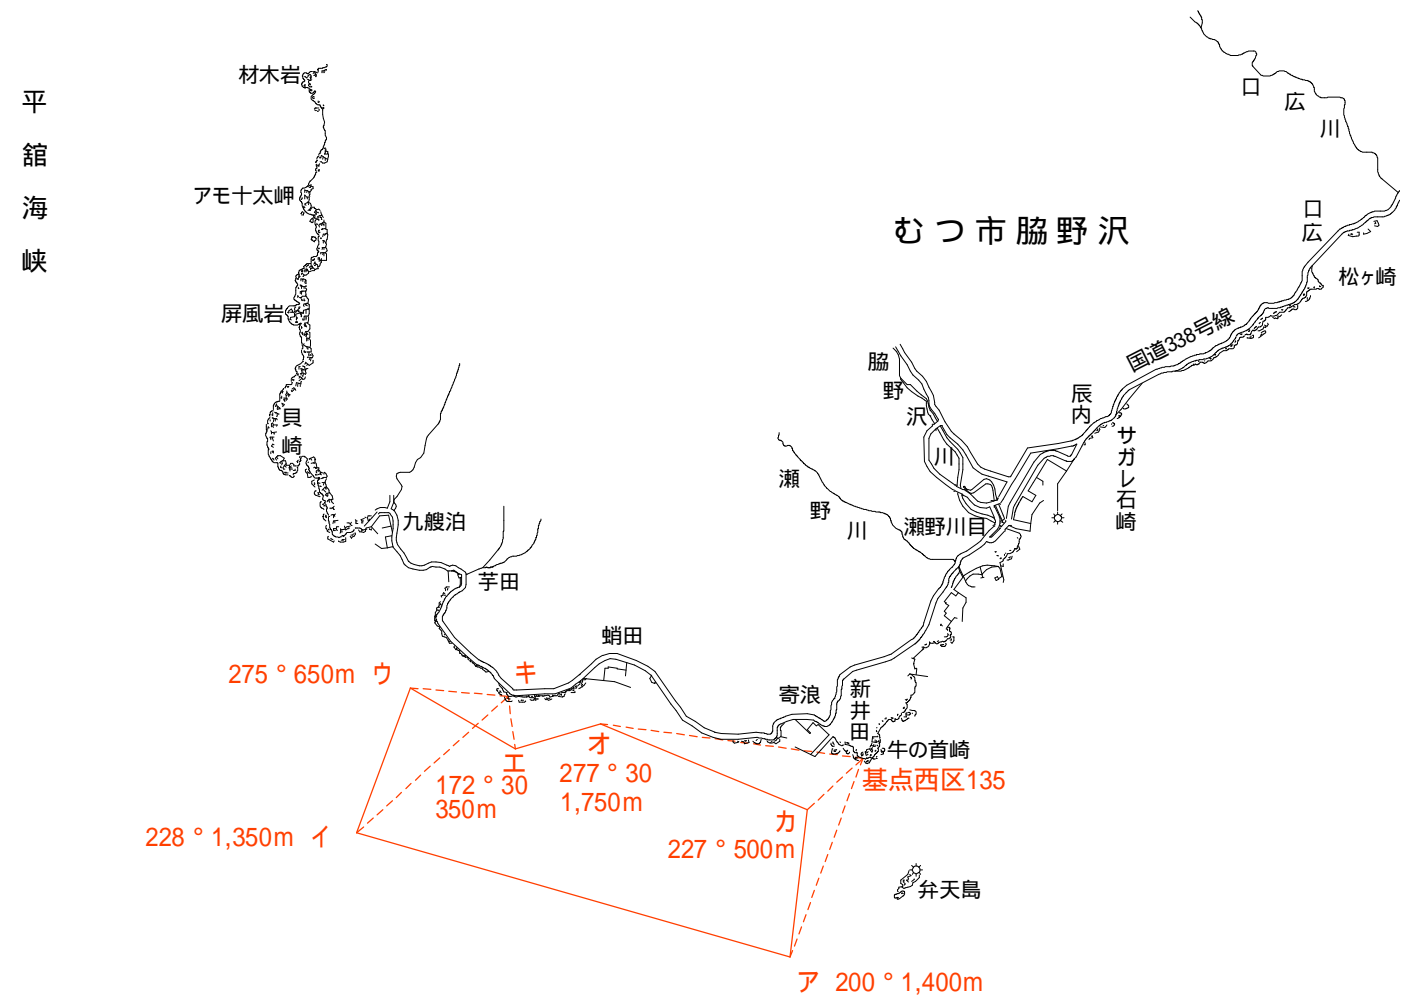 平舘海峡
材木岩
アモ十太岬
屏風岩
貝崎
九艘泊
芋田
蛸田
寄浪
新井田
牛の首崎
弁天島
むつ市脇野沢
口広川
口広
松ヶ崎
国道338号線
辰内
サガレ石崎
脇野沢川
瀬野川
瀬野川目
275°650m ウ
キ
エ
172°30
350m
オ
277°30
1,750m
基点西区135
カ
227°500m
228°1,350m イ
ア 200°1,400m